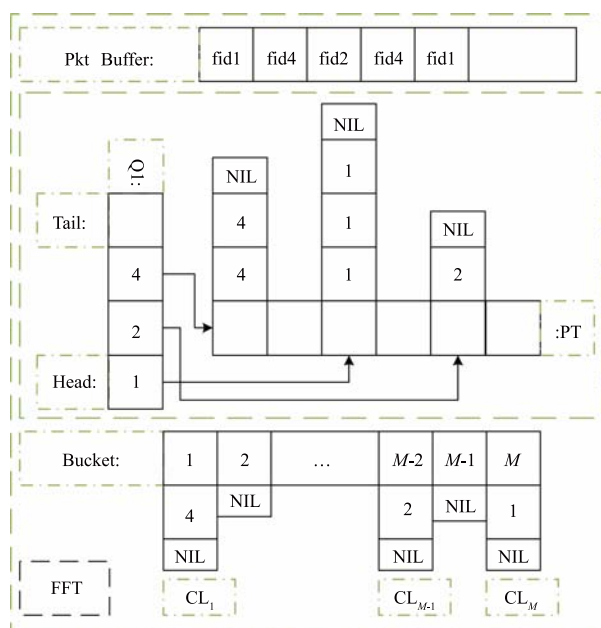 Pkt Buffer: fid1 fid4 fid2 fid4 fid1
NIL
Q1:
NIL
1
Tail:
4
1
NIL
4
4
1
2
2
:PT
Head:
1
Bucket:
1
2
...
M-2
M-1
M
4
NIL
2
NIL
1
NIL
NIL
NIL
FFT
CL1
CLM-1
CLM